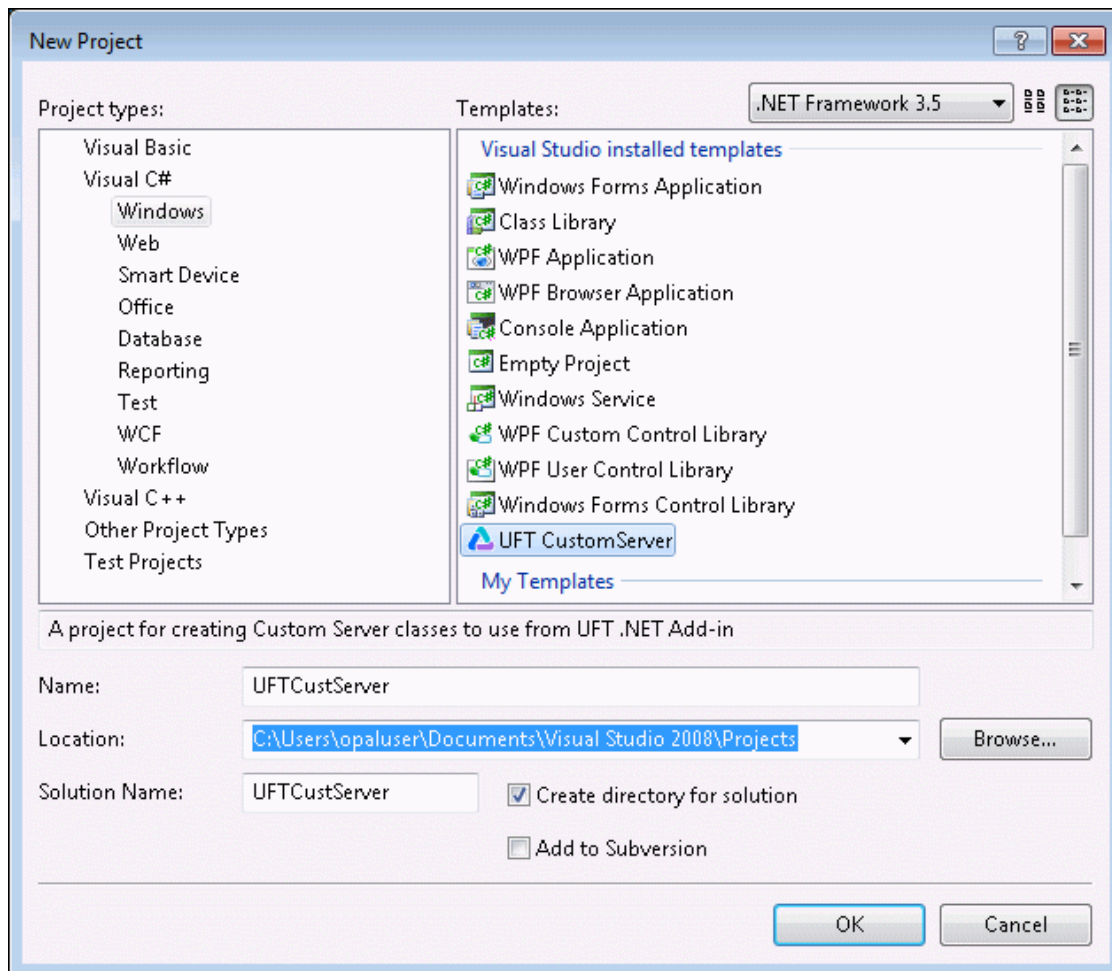 New Project
Project types:
Templates:
.NET Framework 3.5
Visual Basic
Visual C#
Windows
Web
Smart Device
Office
Database
Reporting
Test
WCF
Workflow
Visual C++
Other Project Types
Test Projects
Visual Studio installed templates
Windows Forms Application
Class Library
WPF Application
WPF Browser Application
Console Application
Empty Project
Windows Service
WPF Custom Control Library
WPF User Control Library
Windows Forms Control Library
UFT CustomServer
My Templates
A project for creating Custom Server classes to use from UFT .NET Add-in
Name:
UFTCustServer
Location:
C:\Users\opaluser\Documents\Visual Studio 2008\Projects
Browse...
Solution Name:
UFTCustServer
Create directory for solution
Add to Subversion
OK
Cancel